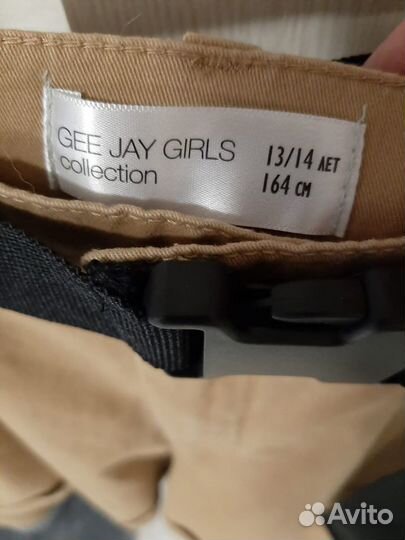 GEE JAY GIRLS
collection
13/14 ЛЕТ
164 СМ
Avito